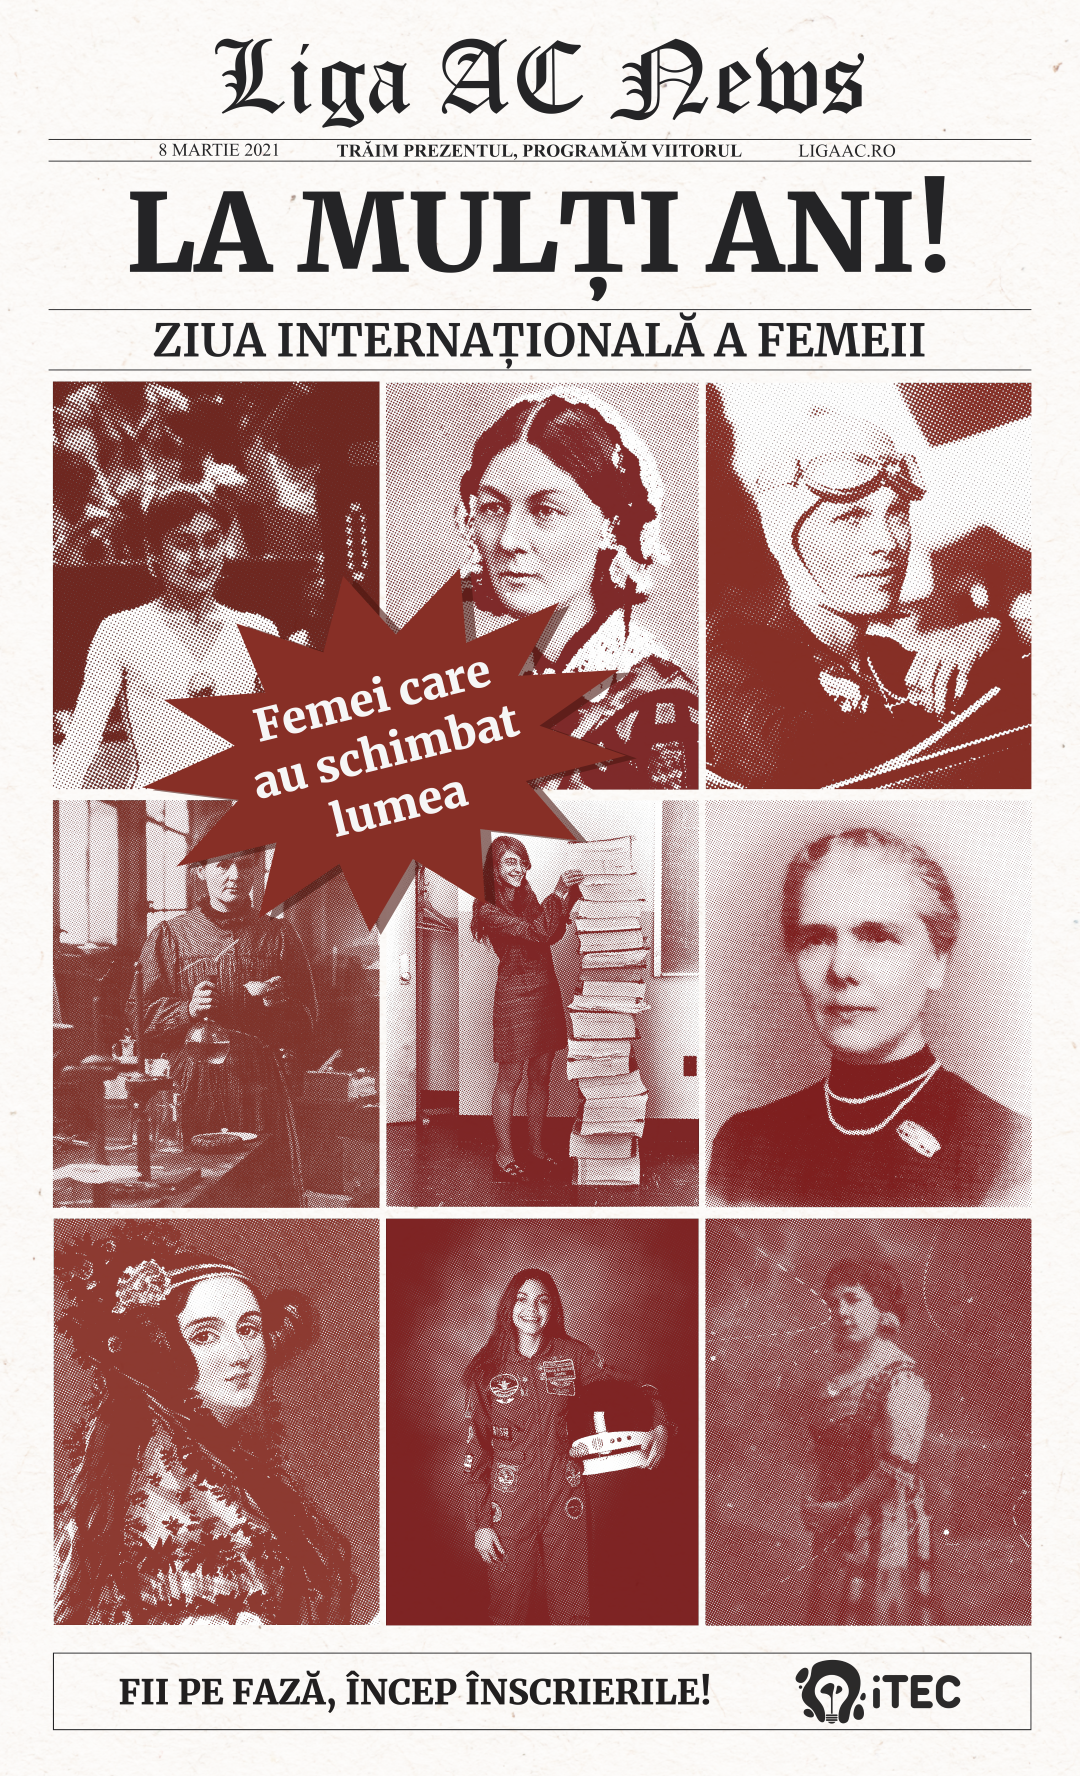 Liga AC News
8 MARTIE 2021 TRĂIM PREZENTUL, PROGRAMĂM VIITORUL LIGAAC.RO
LA MULȚI ANI!
ZIUA INTERNAȚIONALĂ A FEMEII
Femei care
au schimbat
lumea
FII PE FAZĂ, ÎNCEP ÎNSCRIERILE!
iTEC